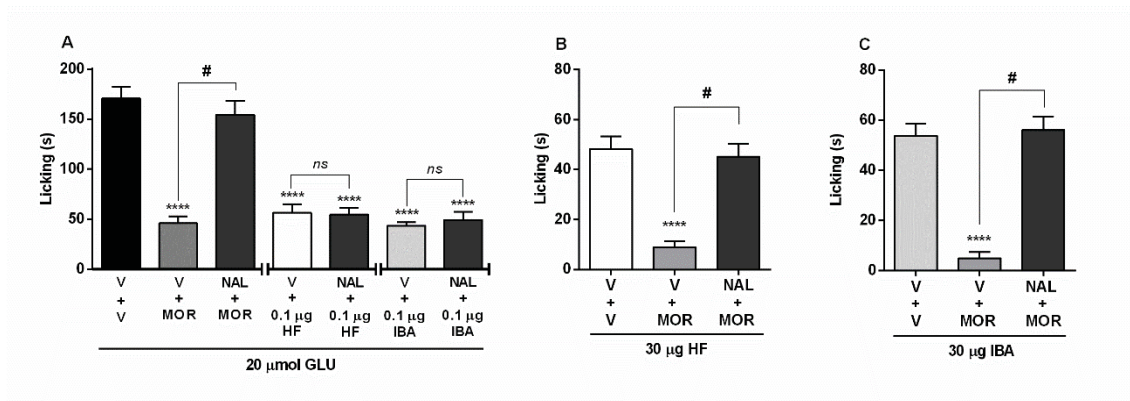 A
B
C
200
150
100
50
0
Licking (s)
#
ns
ns
****
****
****
****
****
V + V
V + MOR
NAL + MOR
V + 0.1 μg HF
NAL + 0.1 μg HF
V + 0.1 μg IBA
NAL + 0.1 μg IBA
20 μmol GLU
80
60
40
20
0
Licking (s)
#
****
V + V
V + MOR
NAL + MOR
30 μg HF
80
60
40
20
0
Licking (s)
#
****
V + V
V + MOR
NAL + MOR
30 μg IBA